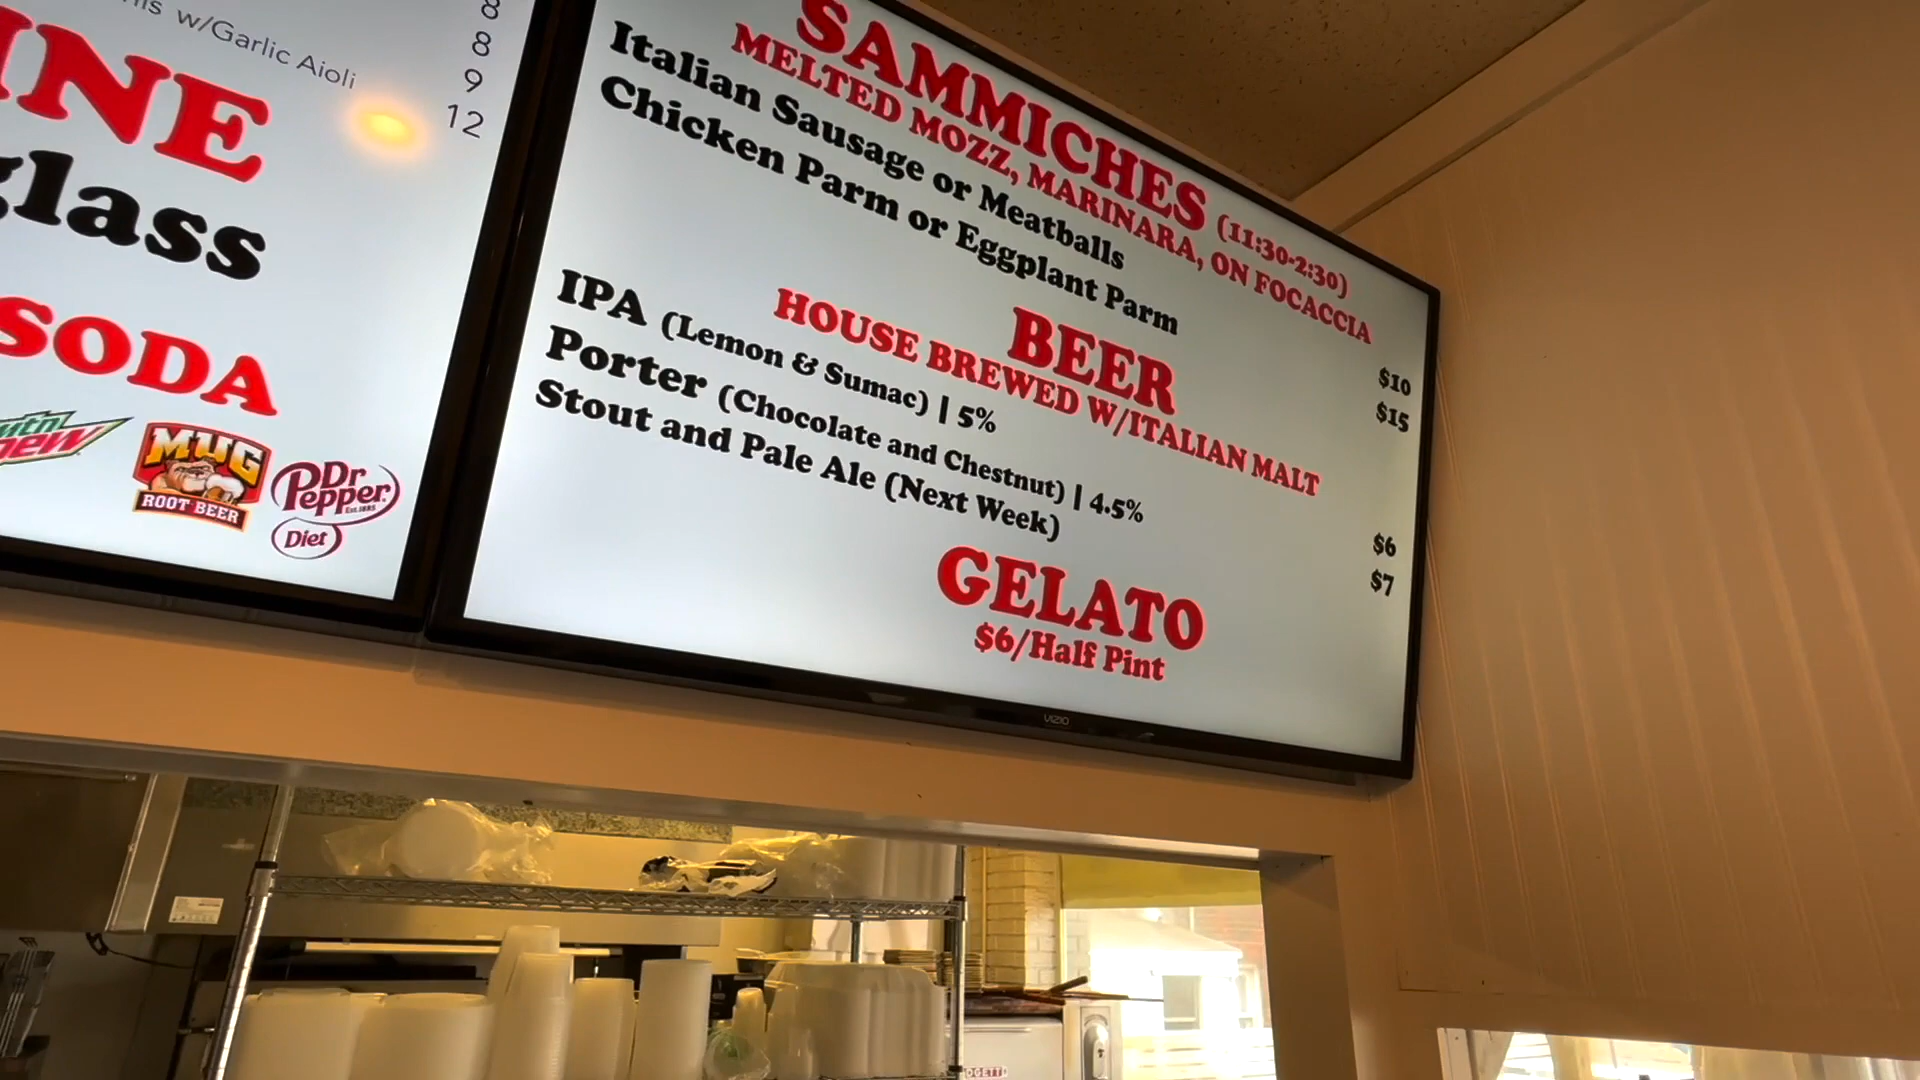 w/Garlic Aioli
8
8
9
12
glass
SODA
MUG
ROOT BEER
Dr
Pepper
Est. 1885
Diet
SAMMICHES (11:30-2:30)
MELTED MOZZ, MARINARA, ON FOCACCIA
Italian Sausage or Meatballs $10
Chicken Parm or Eggplant Parm $15
BEER
HOUSE BREWED W/ITALIAN MALT
IPA (Lemon & Sumac) | 5% $6
Porter (Chocolate and Chestnut) | 4.5% $7
Stout and Pale Ale (Next Week)
GELATO
$6/Half Pint
VIZIO